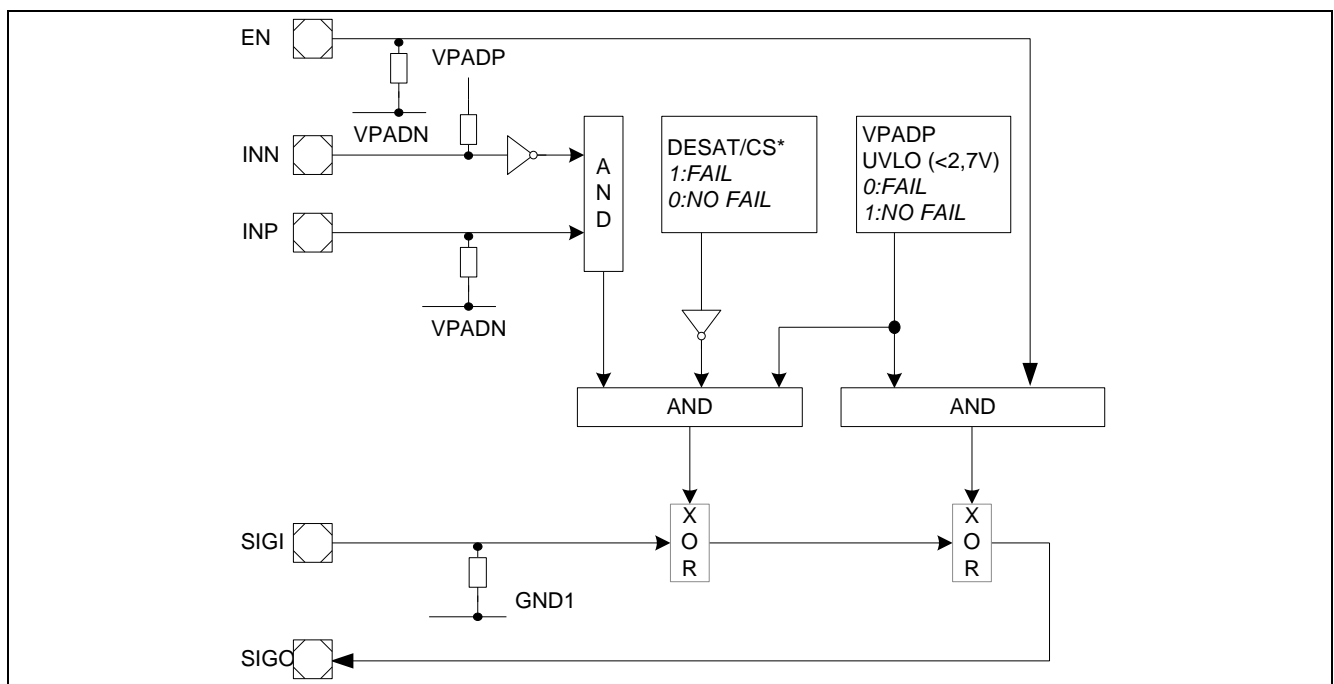 EN
VPADP
VPADN
INN
INP
VPADN
A
N
D
DESAT/CS*
1:FAIL
0:NO FAIL
VPADP
UVLO (<2,7V)
0:FAIL
1:NO FAIL
AND
AND
X
O
R
X
O
R
SIGI
GND1
SIGO